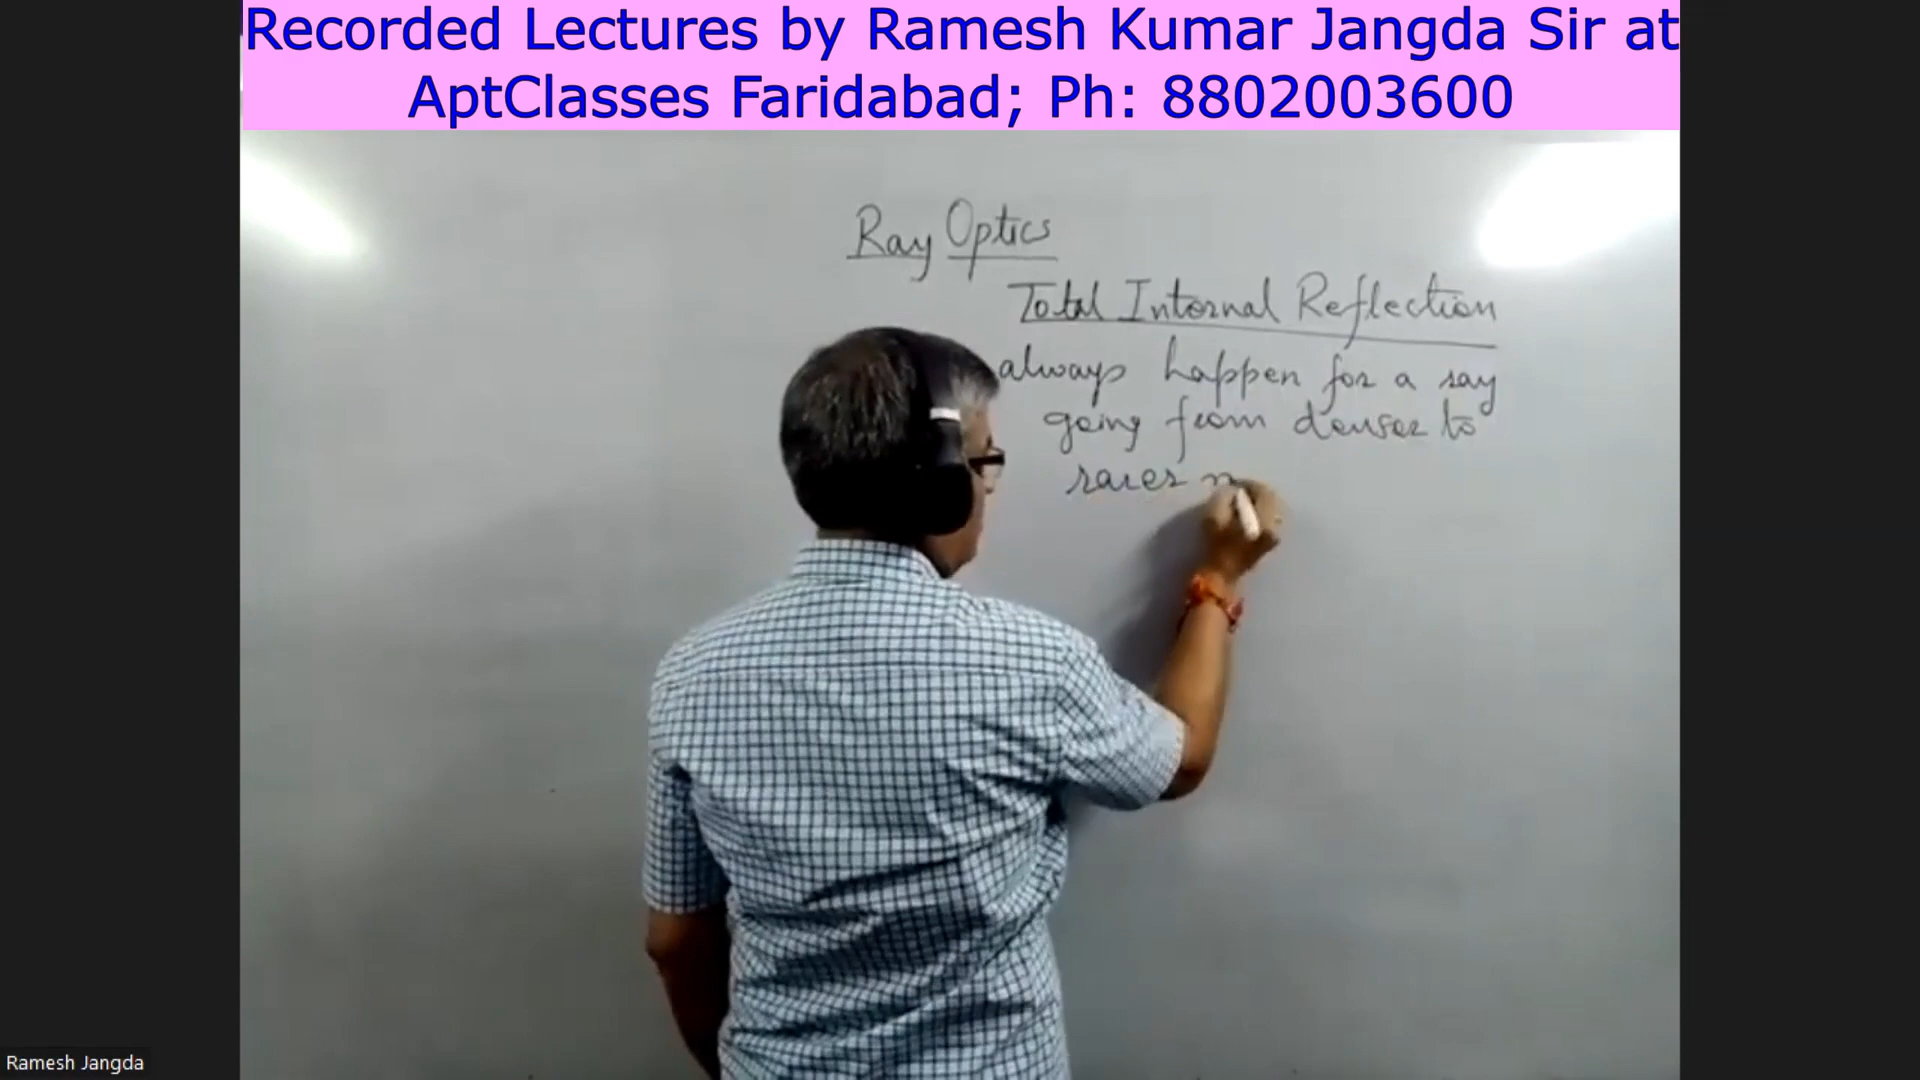 Recorded Lectures by Ramesh Kumar Jangda Sir at
AptClasses Faridabad; Ph: 8802003600
Ray Optics
Total Internal Reflection
always happen for a ray
going from denser to
rarer
Ramesh Jangda